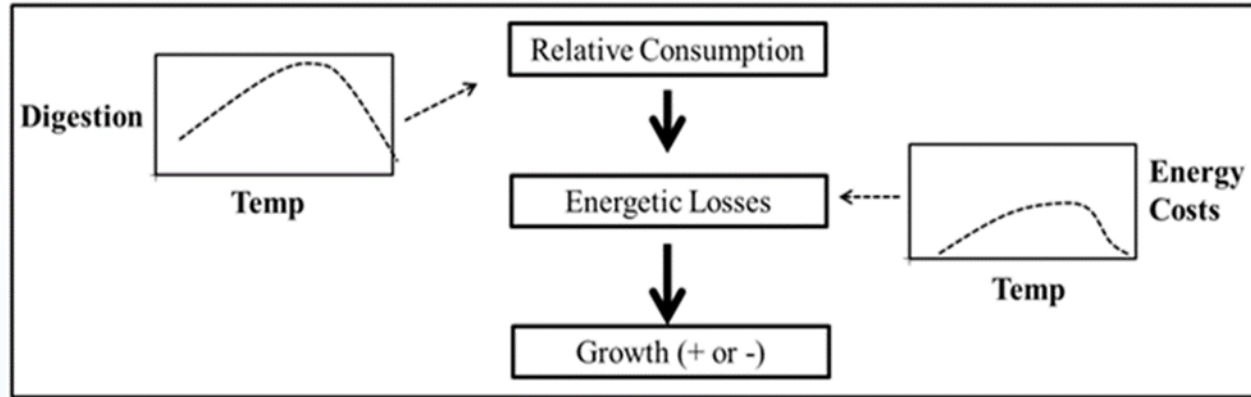 Relative Consumption
Digestion
Temp
Energetic Losses
Energy
Costs
Temp
Growth (+ or -)